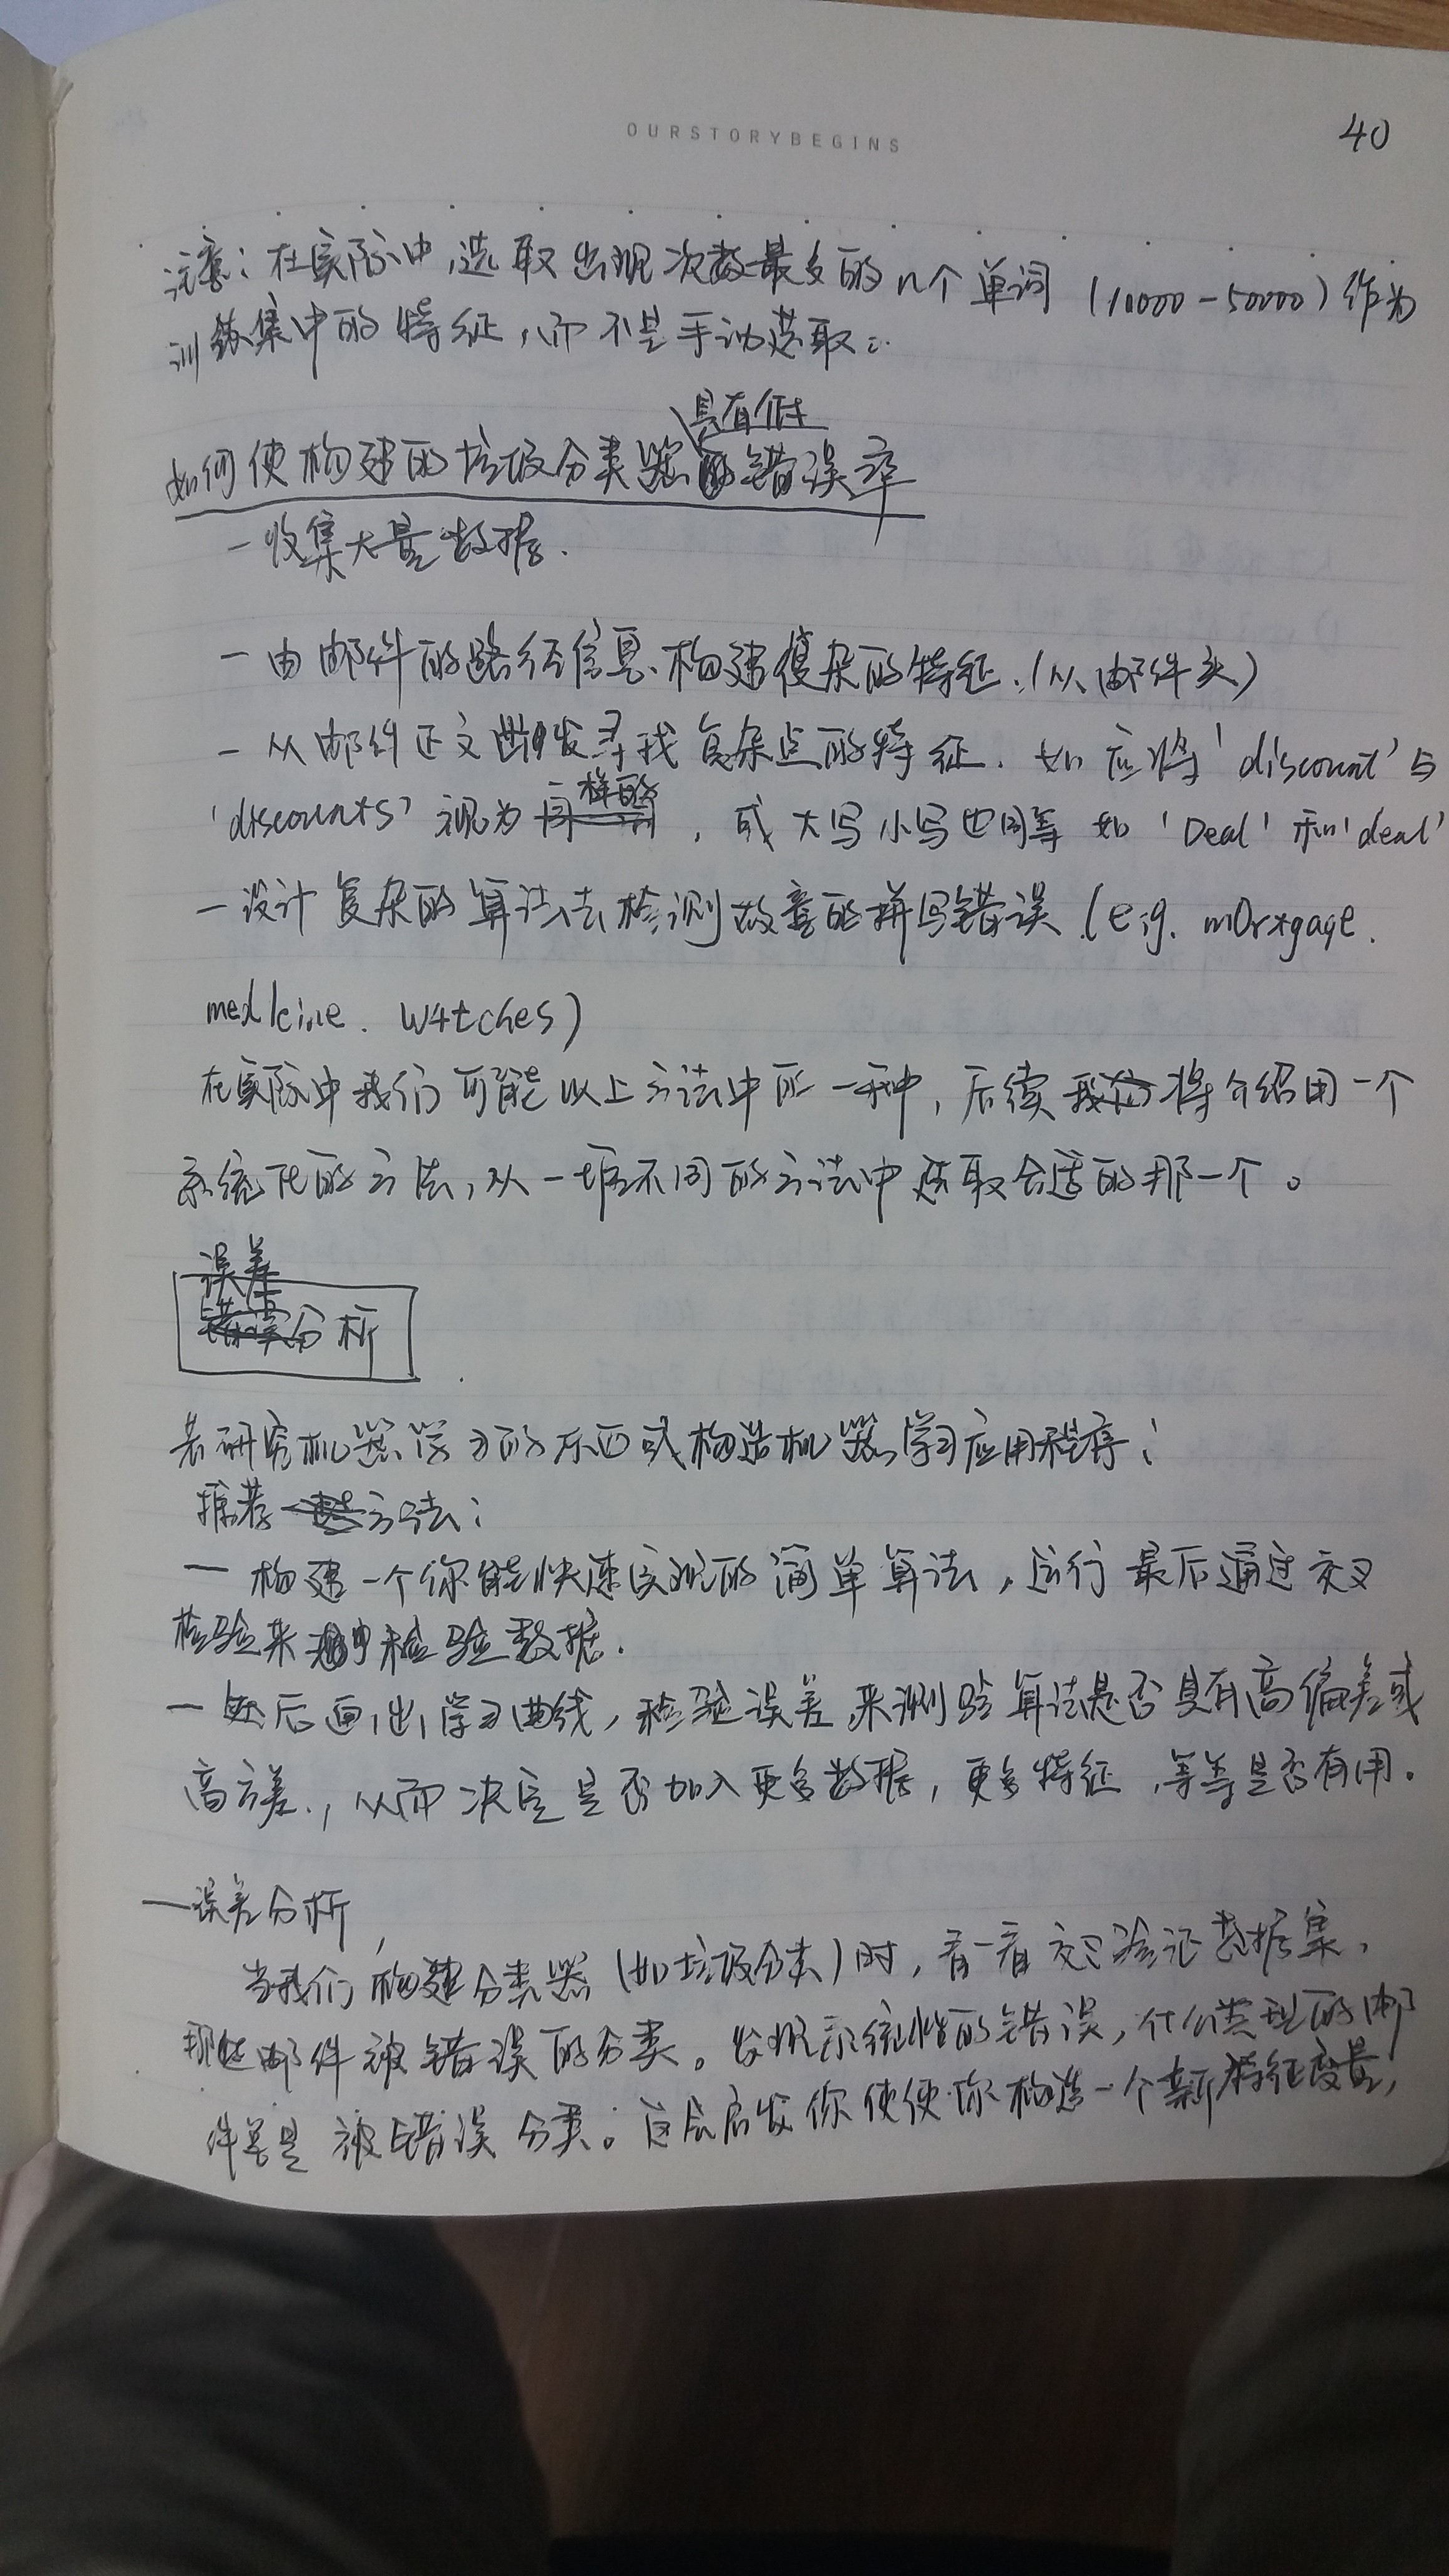 OURSTORYBEGINS
40
注意：在实际中,选取出现次数最多的n个单词（10000-50000）作为
训练集中的特征，而不是手动选取。
具有低
如何使构建的垃圾分类器错误率
一收集大量数据.
一由邮件的路径信息.构建复杂的特征.（从邮件头）
一从邮件正文出发寻找复杂点的特征.如应将'discount'与
一样的
'discounts'视为，或大写小写也同等如'Deal'和'deal'
一设计复杂的算法去检测故意的拼写错误.(e.g. m0rtgage.
med1cine. w4tches)
在实际中我们可能以上方法中的一种，后续我们将介绍用一个
系统化的方法,从一堆不同的方法中选取合适的那一个。
误差
分析
若研究机器学习的东西或构造机器学习应用程序；
推荐方法；
一构建一个你能快速实现的简单算法，运行最后通过交叉
检验来检验数据.
一然后画出学习曲线，检验误差,来测验算法是否具有高偏差或
高方差.，从而决定是否加入更多数据，更多特征，等等是否有用。
一误差分析
当我们构建分类器（如垃圾分类）时，看一看交叉验证数据集，
那些邮件被错误的分类。发现系统性的错误，什么类型的邮
件总是被错误分类。这会启发你使使你构造一个新特征变量，